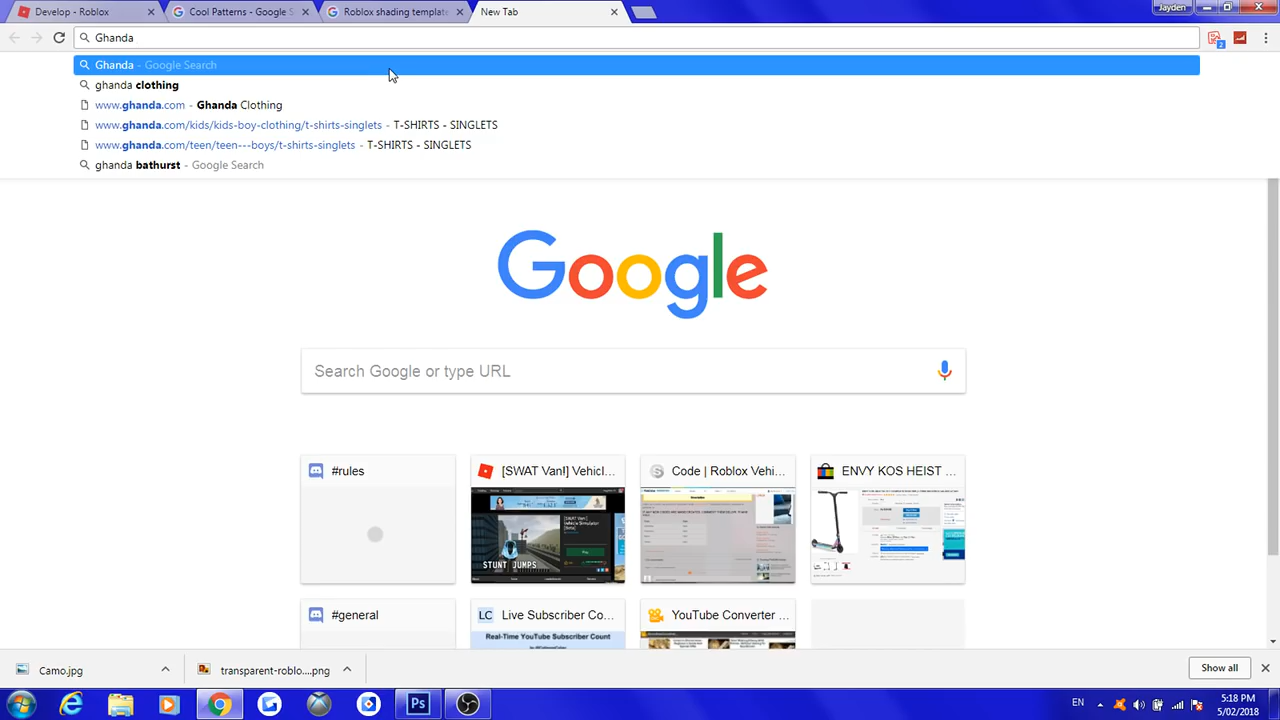 Develop - Roblox
Cool Patterns - Google S
Roblox shading template
New Tab
Jayden
Ghanda
Ghanda - Google Search
ghanda clothing
www.ghanda.com - Ghanda Clothing
www.ghanda.com/kids/kids-boy-clothing/t-shirts-singlets - T-SHIRTS - SINGLETS
www.ghanda.com/teen/teen---boys/t-shirts-singlets - T-SHIRTS - SINGLETS
ghanda bathurst - Google Search
Google
Search Google or type URL
#rules
[SWAT Van!] Vehicl...
Code | Roblox Vehi...
ENVY KOS HEIST ...
STUNT JUMPS
#general
LC Live Subscriber Co...
YouTube Converter ...
Real-Time YouTube Subscriber Count
Camo.jpg
transparent-roblo....png
Show all
Ps
EN
5:18 PM
5/02/2018